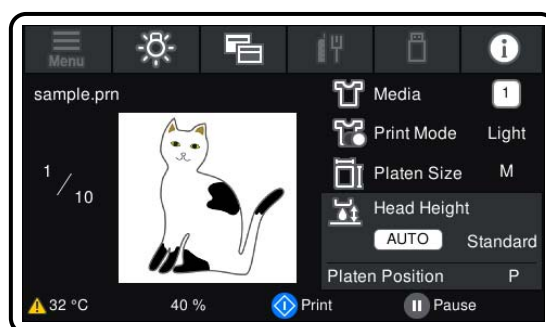 Menu
i
sample.prn
Media 1
1/10
Print Mode Light
Platen Size M
Head Height
AUTO Standard
Platen Position P
32 °C 40 % Print Pause